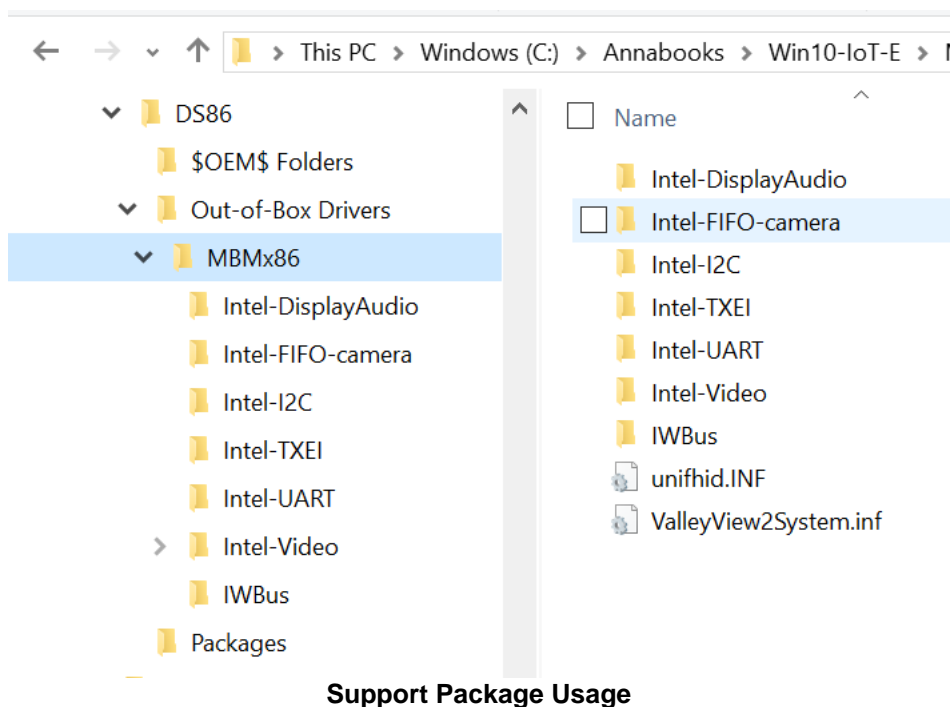 This PC > Windows (C:) > Annabooks > Win10-IoT-E >
DS86
$OEM$ Folders
Out-of-Box Drivers
MBMx86
Intel-DisplayAudio
Intel-FIFO-camera
Intel-I2C
Intel-TXEI
Intel-UART
Intel-Video
IWBus
Packages
Name
Intel-DisplayAudio
Intel-FIFO-camera
Intel-I2C
Intel-TXEI
Intel-UART
Intel-Video
IWBus
unifhid.INF
ValleyView2System.inf
Support Package Usage